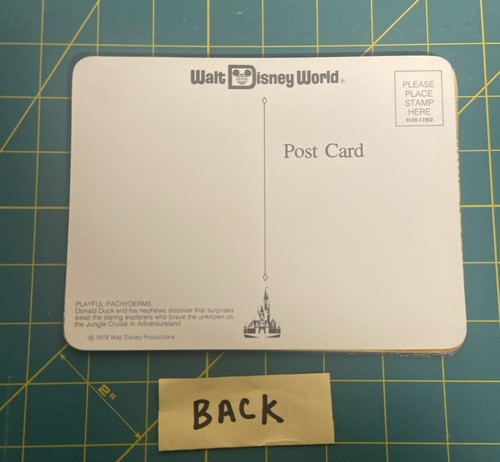 Walt Disney World®
PLEASE
PLACE
STAMP
HERE
0100-11902
Post Card
PLAYFUL PACHYDERMS
Donald Duck and his nephews discover that surprises
await the daring explorers who brave the unknown on
the Jungle Cruise in Adventureland
© 1979 Walt Disney Productions
2"
BACK